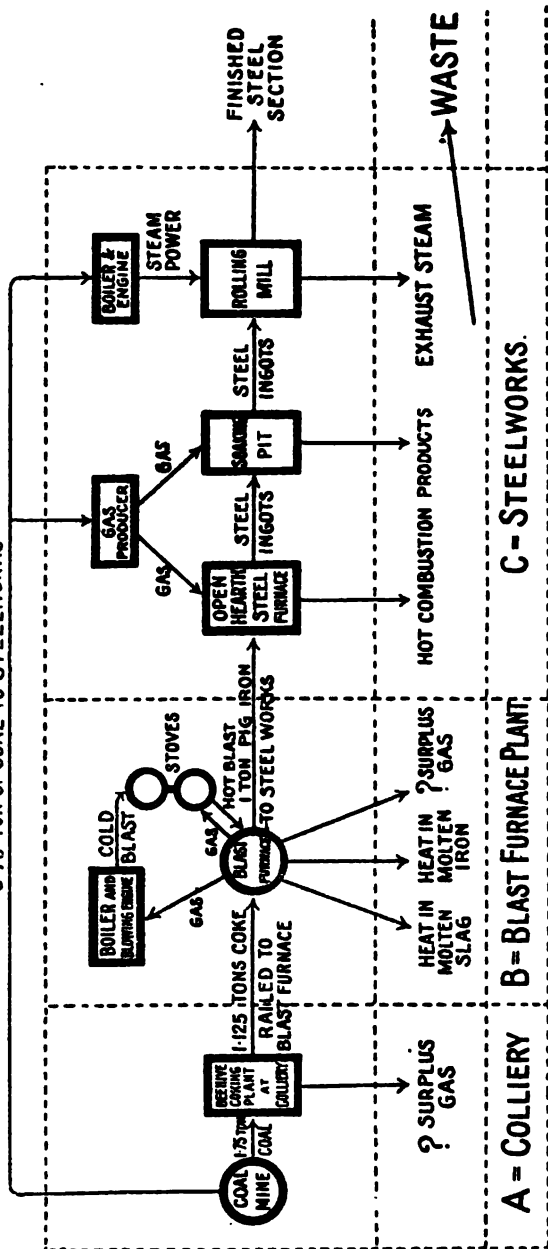 COAL
MINE
1·75 TON
COAL
BEEHIVE
COKING
PLANT
AT
COLLIERY
1·125 TONS COKE
RAILED TO
BLAST FURNACE
BOILER AND
BLOWING ENGINE
COLD
BLAST
STOVES
GAS
GAS
HOT BLAST
BLAST
FURNACE
1 TON PIG IRON
TO STEEL WORKS
GAS
PRODUCER
GAS
GAS
OPEN
HEARTH
STEEL
FURNACE
STEEL
INGOTS
SOAKING
PIT
STEEL
INGOTS
BOILER &
ENGINE
STEAM
POWER
ROLLING
MILL
FINISHED
STEEL
SECTION
? SURPLUS
GAS
HEAT IN
MOLTEN
SLAG
HEAT IN
MOLTEN
IRON
? SURPLUS
GAS
HOT COMBUSTION PRODUCTS
EXHAUST STEAM
WASTE
A = COLLIERY
B = BLAST FURNACE PLANT
C = STEELWORKS.